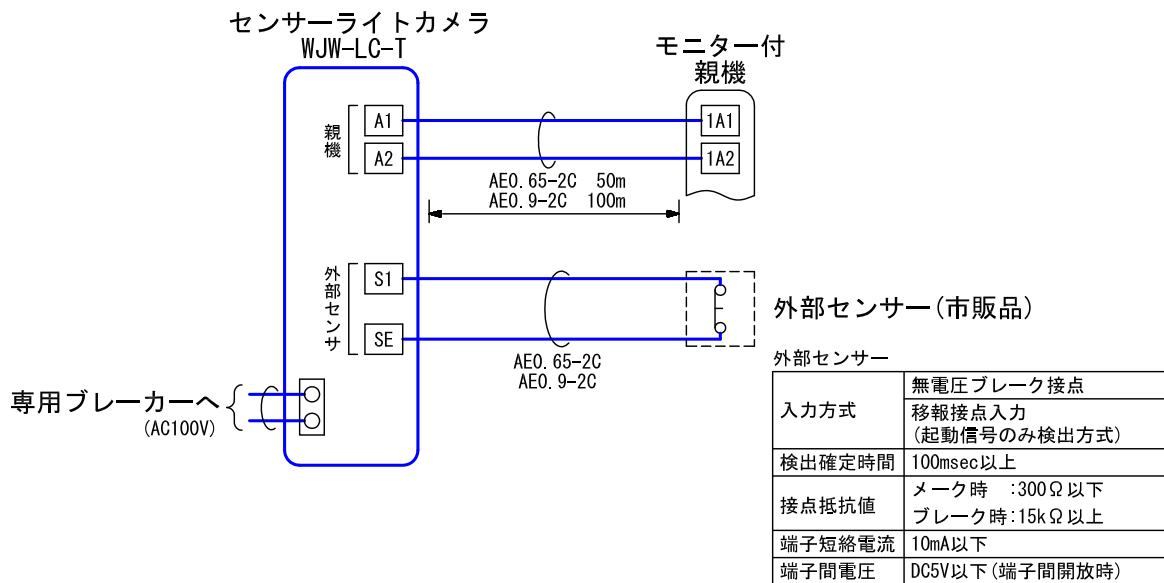 センサーライトカメラ
WJW-LC-T
モニター付
親機
親機
A1
A2
1A1
1A2
AE0.65-2C 50m
AE0.9-2C 100m
外部センサ
S1
SE
AE0.65-2C
AE0.9-2C
外部センサー(市販品)
専用ブレーカーへ
(AC100V)
外部センサー
入力方式 無電圧ブレーク接点
移報接点入力
(起動信号のみ検出方式)
検出確定時間 100msec以上
接点抵抗値 メーク時 :300Ω以下
ブレーク時:15kΩ以上
端子短絡電流 10mA以下
端子間電圧 DC5V以下(端子間開放時)